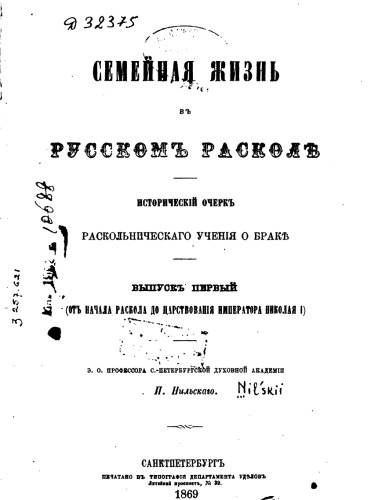 Д 32375
СЕМЕЙНАЯ ЖИЗНЬ
ВЪ
РУССКОМЪ РАСКОЛѢ
ИСТОРИЧЕСКІЙ ОЧЕРКЪ
РАСКОЛЬНИЧЕСКАГО УЧЕНІЯ О БРАКѢ
ВЫПУСКЪ ПЕРВЫЙ
(ОТЪ НАЧАЛА РАСКОЛА ДО ЦАРСТВОВАНІЯ ИМПЕРАТОРА НИКОЛАЯ I)
Э. О. ПРОФЕССОРА С.-ПЕТЕРБУРГСКОЙ ДУХОВНОЙ АКАДЕМІИ
И. Нильскаго.
Nil'skii
САНКТПЕТЕРБУРГЪ
ПЕЧАТАНО ВЪ ТИПОГРАФІИ ДЕПАРТАМЕНТА УДѢЛОВЪ
Литейный проспектъ, № 39.
1869
3 257.621